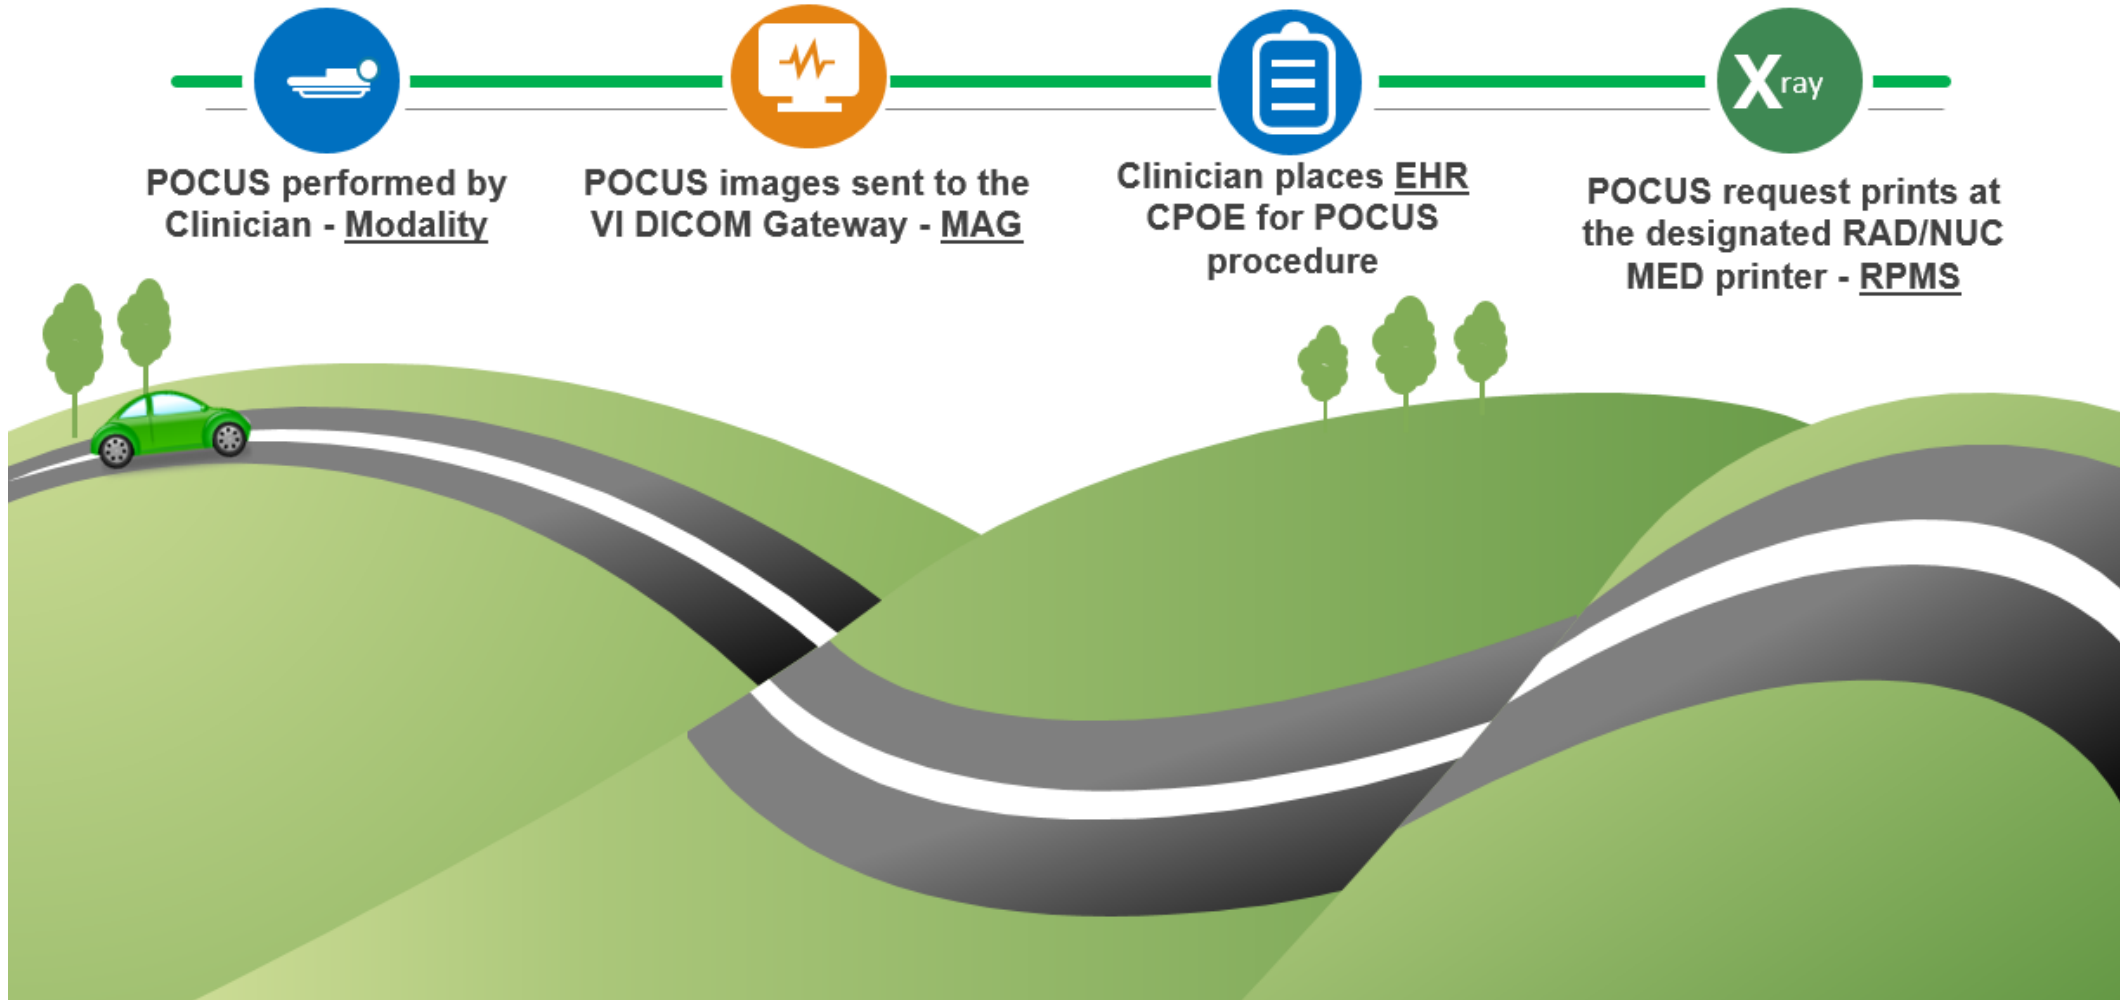 POCUS performed by
Clinician - Modality
POCUS images sent to the
VI DICOM Gateway - MAG
Clinician places EHR
CPOE for POCUS
procedure
Xray
POCUS request prints at
the designated RAD/NUC
MED printer - RPMS